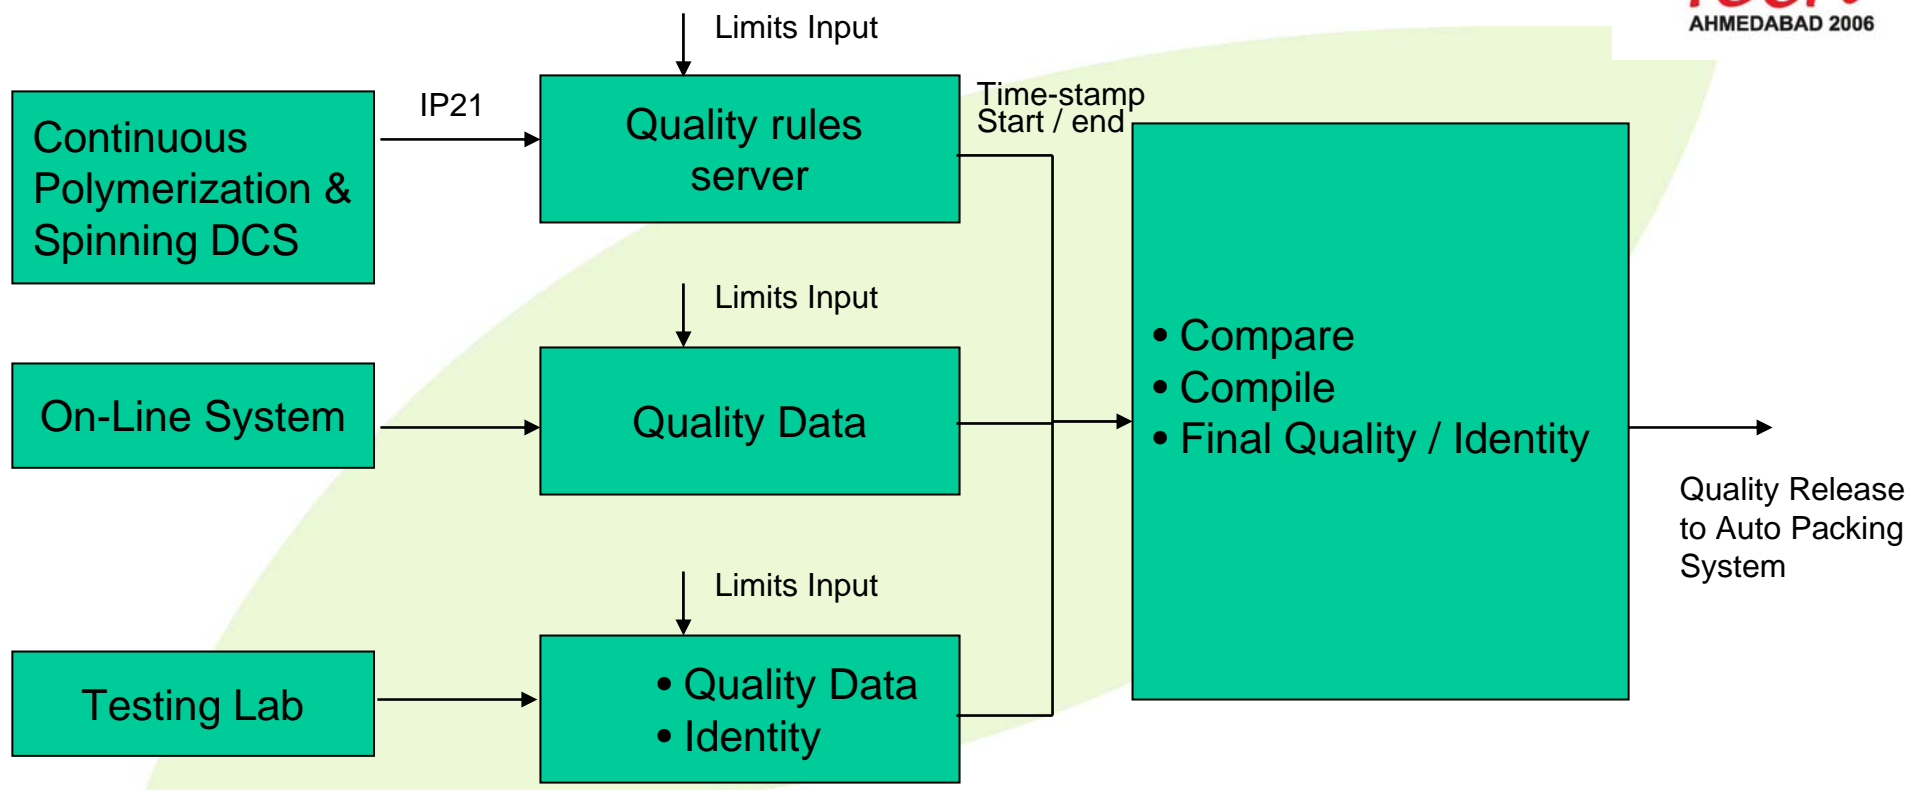 AHMEDABAD 2006
Limits Input
IP21
Continuous
Polymerization &
Spinning DCS
Quality rules
server
Time-stamp
Start / end
Limits Input
On-Line System
Quality Data
• Compare
• Compile
• Final Quality / Identity
Quality Release
to Auto Packing
System
Limits Input
Testing Lab
• Quality Data
• Identity